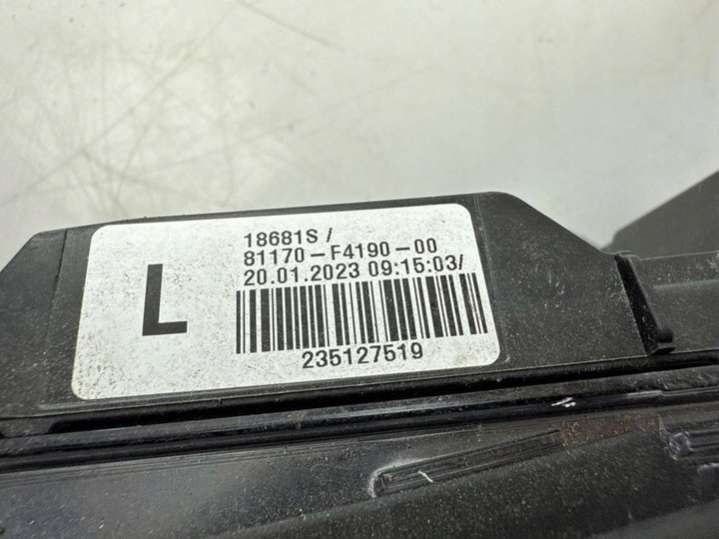 L
18681S /
81170-F4190-00
20.01.2023 09:15:03/
235127519